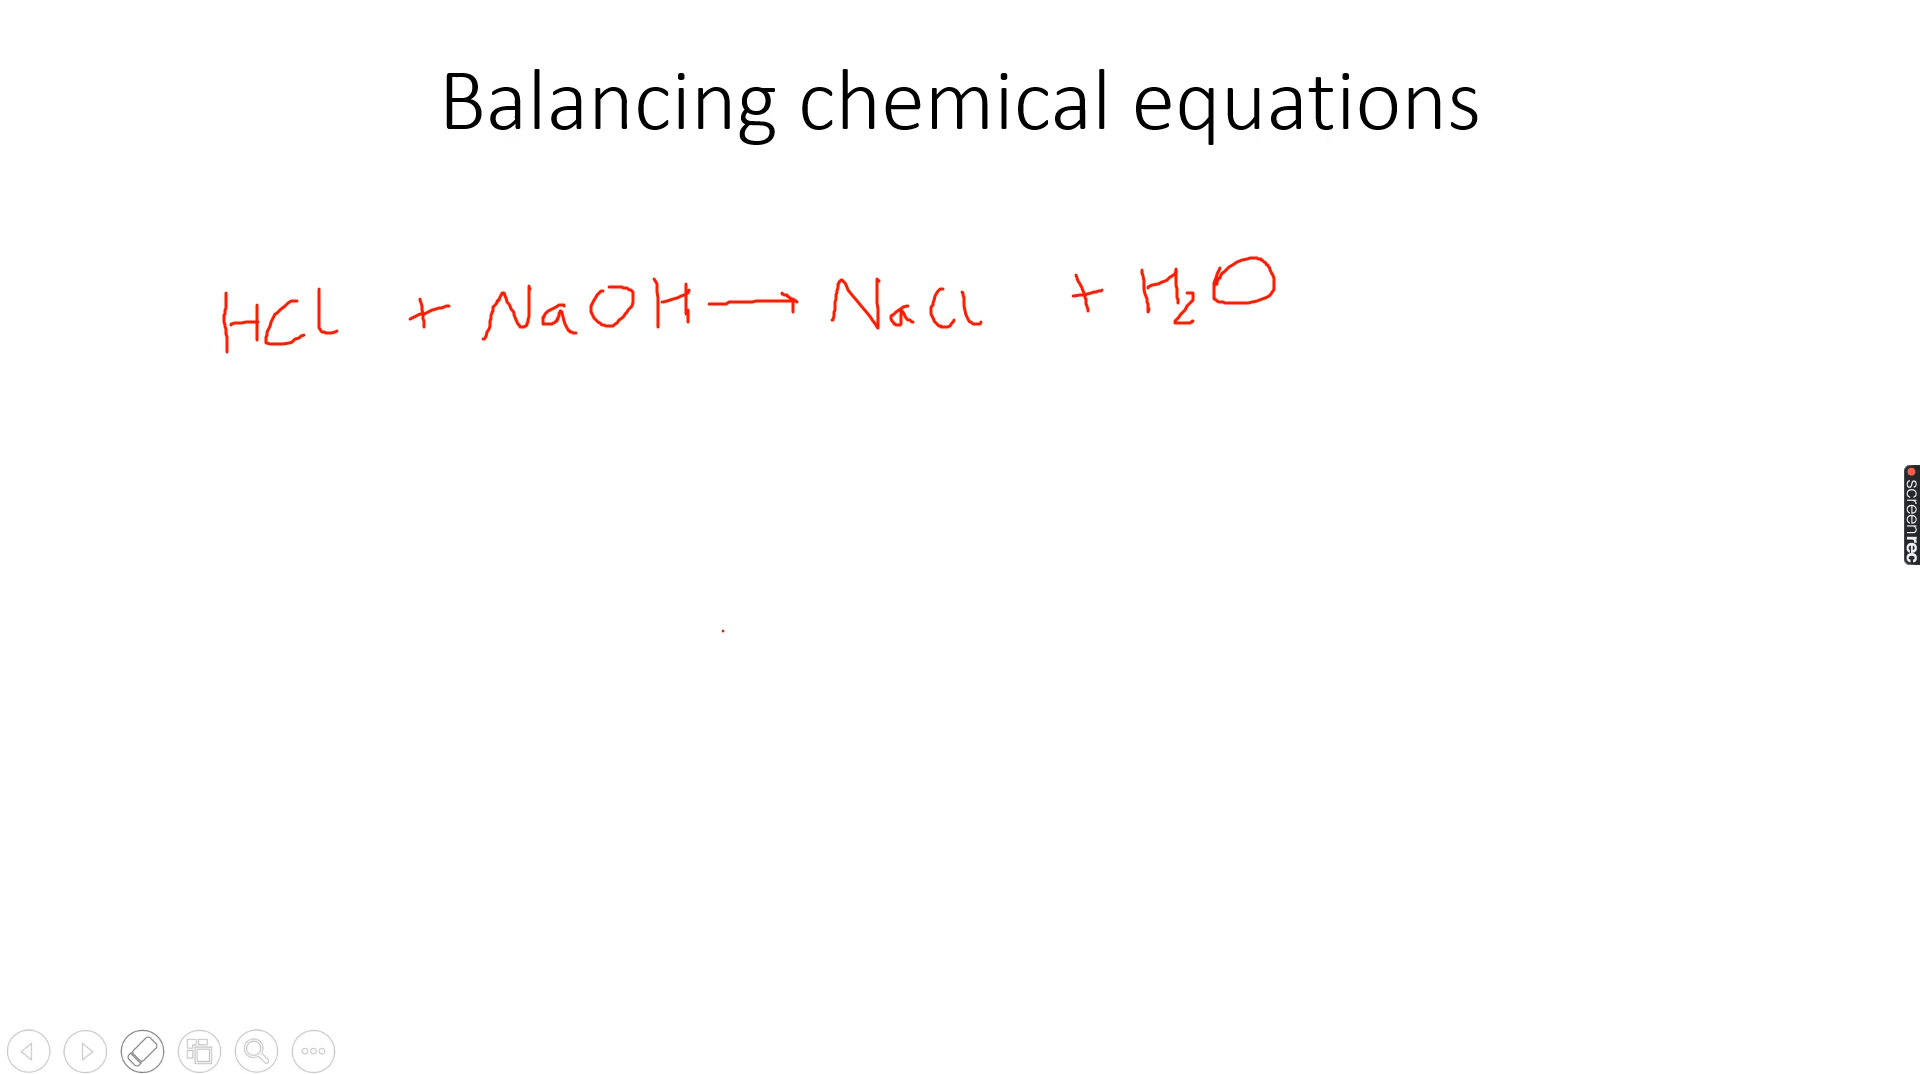 Balancing chemical equations
HCl + NaOH → NaCl + H₂O
screenrec